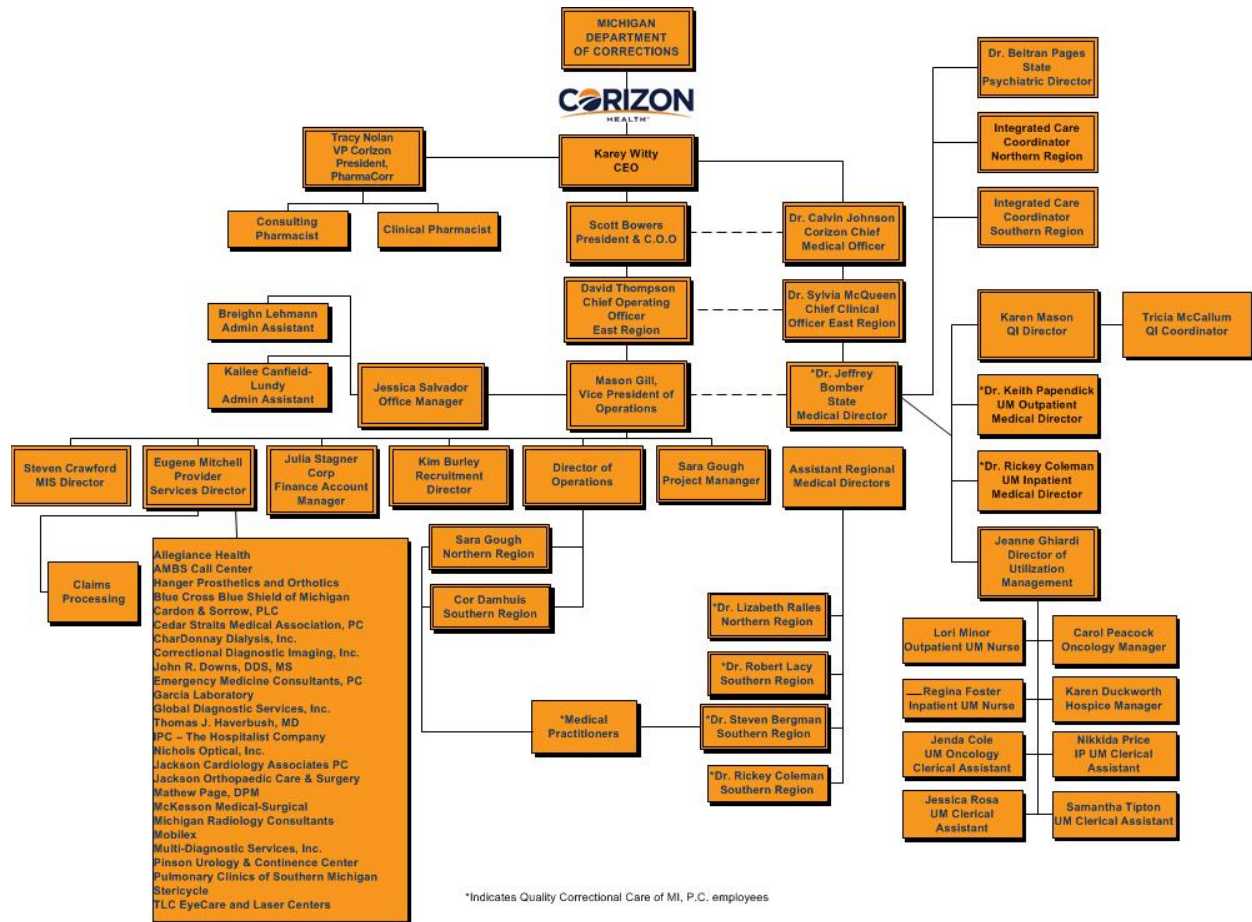 MICHIGAN
DEPARTMENT
OF CORRECTIONS
CORIZON
HEALTH™
Tracy Nolan
VP Corizon
President,
PharmaCorr
Karey Witty
CEO
Consulting
Pharmacist
Clinical Pharmacist
Scott Bowers
President & C.O.O
Dr. Calvin Johnson
Corizon Chief
Medical Officer
Dr. Beltran Pages
State
Psychiatric Director
Integrated Care
Coordinator
Northern Region
Integrated Care
Coordinator
Southern Region
David Thompson
Chief Operating
Officer
East Region
Dr. Sylvia McQueen
Chief Clinical
Officer East Region
Breighn Lehmann
Admin Assistant
Kailee Canfield-
Lundy
Admin Assistant
Jessica Salvador
Office Manager
Mason Gill,
Vice President of
Operations
*Dr. Jeffrey
Bomber
State
Medical Director
Karen Mason
QI Director
Tricia McCallum
QI Coordinator
*Dr. Keith Papendick
UM Outpatient
Medical Director
*Dr. Rickey Coleman
UM Inpatient
Medical Director
Jeanne Ghiardi
Director of
Utilization
Management
Steven Crawford
MIS Director
Eugene Mitchell
Provider
Services Director
Julia Stagner
Corp
Finance Account
Manager
Kim Burley
Recruitment
Director
Director of
Operations
Sara Gough
Project Mananger
Assistant Regional
Medical Directors
Claims
Processing
Allegiance Health
AMBS Call Center
Hanger Prosthetics and Orthotics
Blue Cross Blue Shield of Michigan
Cardon & Sorrow, PLC
Cedar Straits Medical Association, PC
CharDonnay Dialysis, Inc.
Correctional Diagnostic Imaging, Inc.
John R. Downs, DDS, MS
Emergency Medicine Consultants, PC
Garcia Laboratory
Global Diagnostic Services, Inc.
Thomas J. Haverbush, MD
IPC – The Hospitalist Company
Nichols Optical, Inc.
Jackson Cardiology Associates PC
Jackson Orthopaedic Care & Surgery
Mathew Page, DPM
McKesson Medical-Surgical
Michigan Radiology Consultants
Mobilex
Multi-Diagnostic Services, Inc.
Pinson Urology & Continence Center
Pulmonary Clinics of Southern Michigan
Stericycle
TLC EyeCare and Laser Centers
Sara Gough
Northern Region
Cor Damhuis
Southern Region
*Medical
Practitioners
*Dr. Lizabeth Ralles
Northern Region
*Dr. Robert Lacy
Southern Region
*Dr. Steven Bergman
Southern Region
*Dr. Rickey Coleman
Southern Region
Lori Minor
Outpatient UM Nurse
Carol Peacock
Oncology Manager
Regina Foster
Inpatient UM Nurse
Karen Duckworth
Hospice Manager
Jenda Cole
UM Oncology
Clerical Assistant
Nikkida Price
IP UM Clerical
Assistant
Jessica Rosa
UM Clerical
Assistant
Samantha Tipton
UM Clerical Assistant
*Indicates Quality Correctional Care of MI, P.C. employees